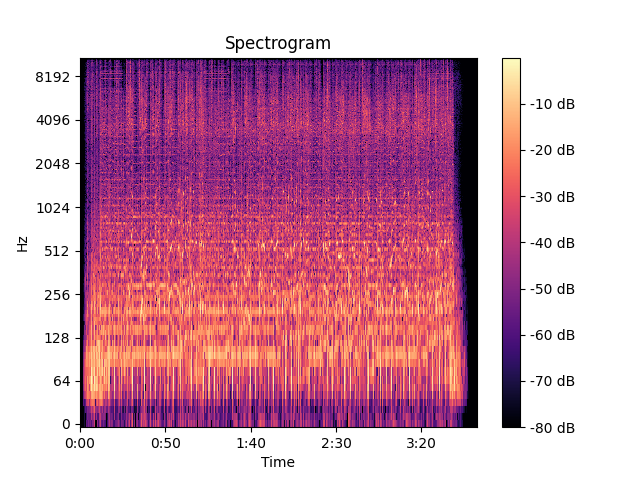 Spectrogram
8192
4096
2048
1024
512
256
128
64
0
Hz
0:00 0:50 1:40 2:30 3:20
Time
-10 dB
-20 dB
-30 dB
-40 dB
-50 dB
-60 dB
-70 dB
-80 dB